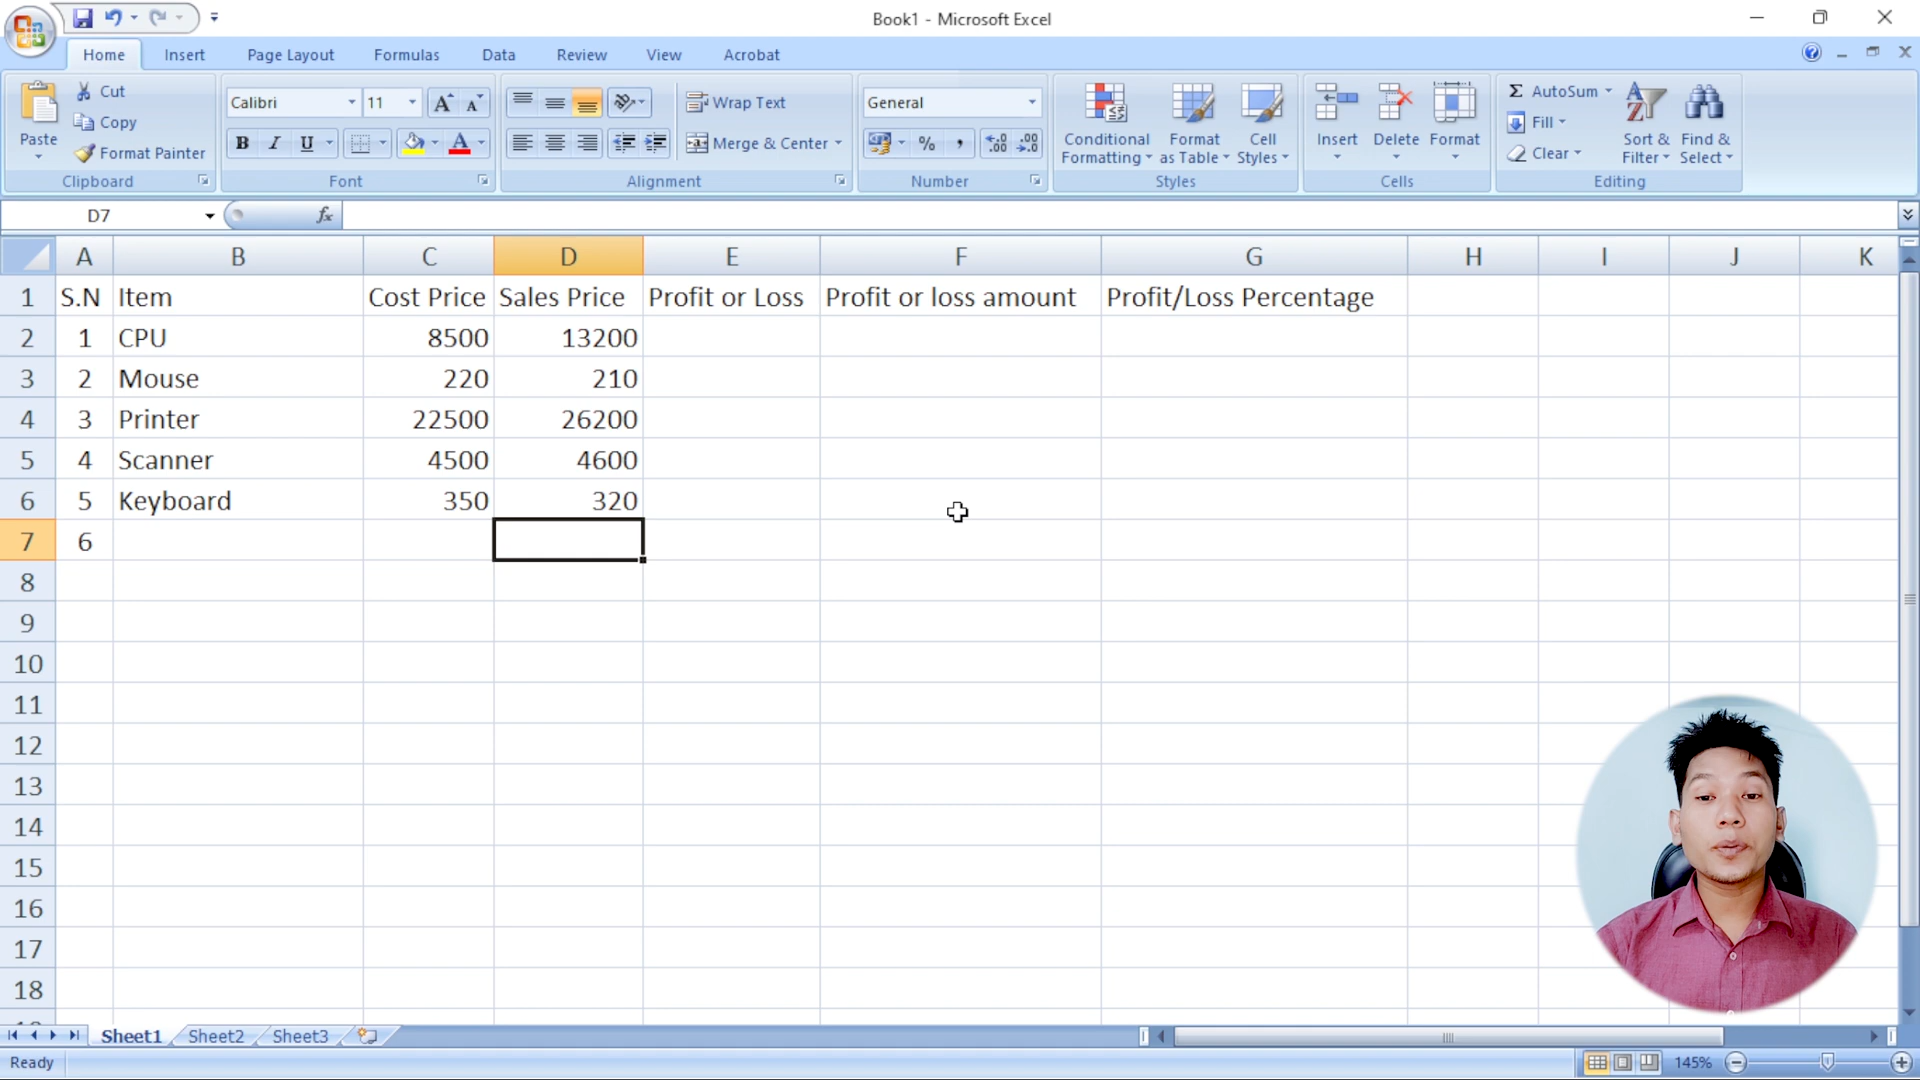 Book1 - Microsoft Excel
Home Insert Page Layout Formulas Data Review View Acrobat
Paste
Cut
Copy
Format Painter
Clipboard
Calibri 11
B I U
Font
Wrap Text
Merge & Center
Alignment
General
% ,
Number
Conditional Formatting
Format as Table
Cell Styles
Styles
Insert Delete Format
Cells
Σ AutoSum
Fill
Clear
Sort & Filter
Find & Select
Editing
D7 fx
A B C D E F G H I J K
1 S.N Item Cost Price Sales Price Profit or Loss Profit or loss amount Profit/Loss Percentage
2 1 CPU 8500 13200
3 2 Mouse 220 210
4 3 Printer 22500 26200
5 4 Scanner 4500 4600
6 5 Keyboard 350 320
7 6
8
9
10
11
12
13
14
15
16
17
18
Sheet1 Sheet2 Sheet3
Ready 145%